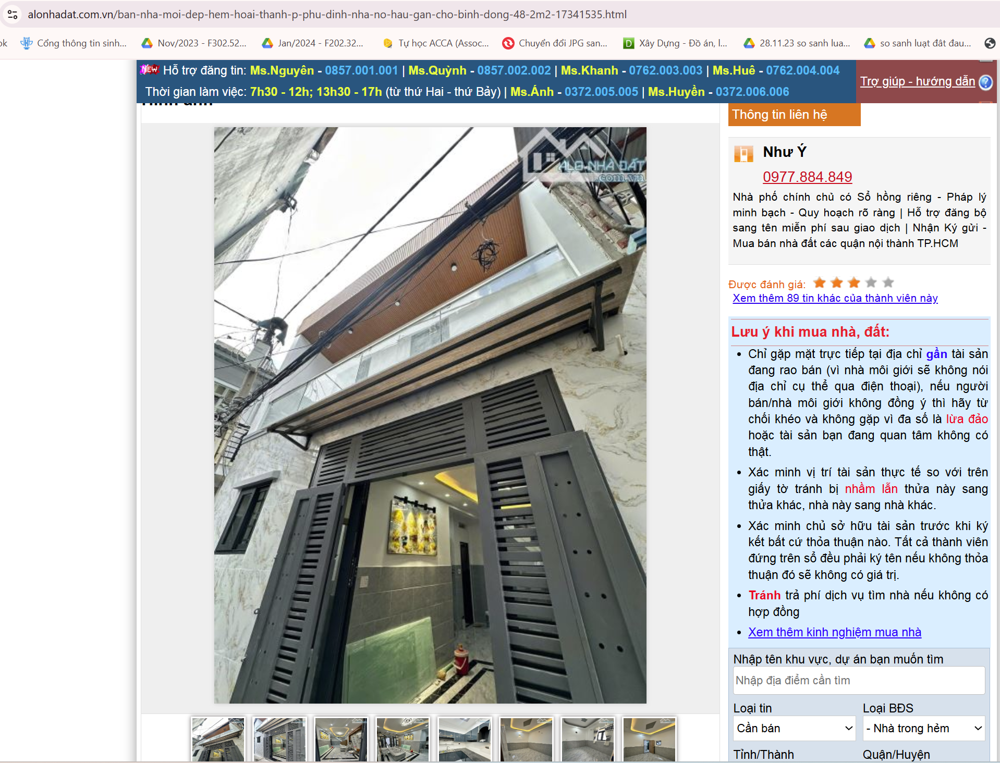 alonhadat.com.vn/ban-nha-moi-dep-hem-hoai-thanh-p-phu-dinh-nha-no-hau-gan-cho-binh-dong-48-2m2-17341535.html
ok Cổng thông tin sinh... Nov/2023 - F302.52... Jan/2024 - F202.32... Tự học ACCA (Assoc... Chuyển đổi JPG san... Xây Dựng - Đồ án, l... 28.11.23 so sanh lua... so sanh luạt đât đau...
NEW Hỗ trợ đăng tin: Ms.Nguyên - 0857.001.001 | Ms.Quỳnh - 0857.002.002 | Ms.Khanh - 0762.003.003 | Ms.Huê - 0762.004.004
Thời gian làm việc: 7h30 - 12h; 13h30 - 17h (từ thứ Hai - thứ Bảy) | Ms.Ánh - 0372.005.005 | Ms.Huyền - 0372.006.006
Trợ giúp - hướng dẫn
Hình ảnh
ALO NHÀ ĐẤT
.com.vn
Thông tin liên hệ
Như Ý
0977.884.849
Nhà phố chính chủ có Sổ hồng riêng - Pháp lý
minh bạch - Quy hoạch rõ ràng | Hỗ trợ đăng bộ
sang tên miễn phí sau giao dịch | Nhận Ký gửi -
Mua bán nhà đất các quận nội thành TP.HCM
Được đánh giá:
Xem thêm 89 tin khác của thành viên này
Lưu ý khi mua nhà, đất:
• Chỉ gặp mặt trực tiếp tại địa chỉ gần tài sản
đang rao bán (vì nhà môi giới sẽ không nói
địa chỉ cụ thể qua điện thoại), nếu người
bán/nhà môi giới không đồng ý thì hãy từ
chối khéo và không gặp vì đa số là lừa đảo
hoặc tài sản bạn đang quan tâm không có
thật.
• Xác minh vị trí tài sản thực tế so với trên
giấy tờ tránh bị nhầm lẫn thửa này sang
thửa khác, nhà này sang nhà khác.
• Xác minh chủ sở hữu tài sản trước khi ký
kết bất cứ thỏa thuận nào. Tất cả thành viên
đứng trên sổ đều phải ký tên nếu không thỏa
thuận đó sẽ không có giá trị.
• Tránh trả phí dịch vụ tìm nhà nếu không có
hợp đồng
• Xem thêm kinh nghiệm mua nhà
Nhập tên khu vực, dự án bạn muốn tìm
Nhập địa điểm cần tìm
Loại tin Loại BĐS
Cần bán - Nhà trong hẻm
Tỉnh/Thành Quận/Huyện